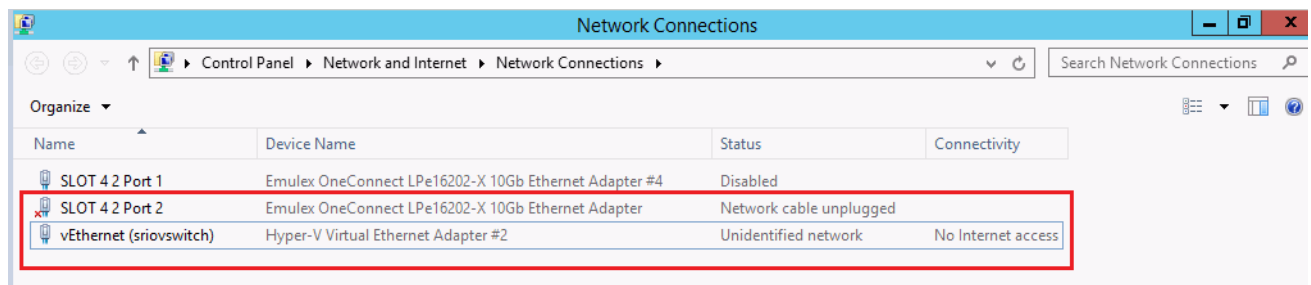 Network Connections
Control Panel Network and Internet Network Connections Search Network Connections
Organize
Name Device Name Status Connectivity
SLOT 4 2 Port 1 Emulex OneConnect LPe16202-X 10Gb Ethernet Adapter #4 Disabled
SLOT 4 2 Port 2 Emulex OneConnect LPe16202-X 10Gb Ethernet Adapter Network cable unplugged
vEthernet (sriovswitch) Hyper-V Virtual Ethernet Adapter #2 Unidentified network No Internet access